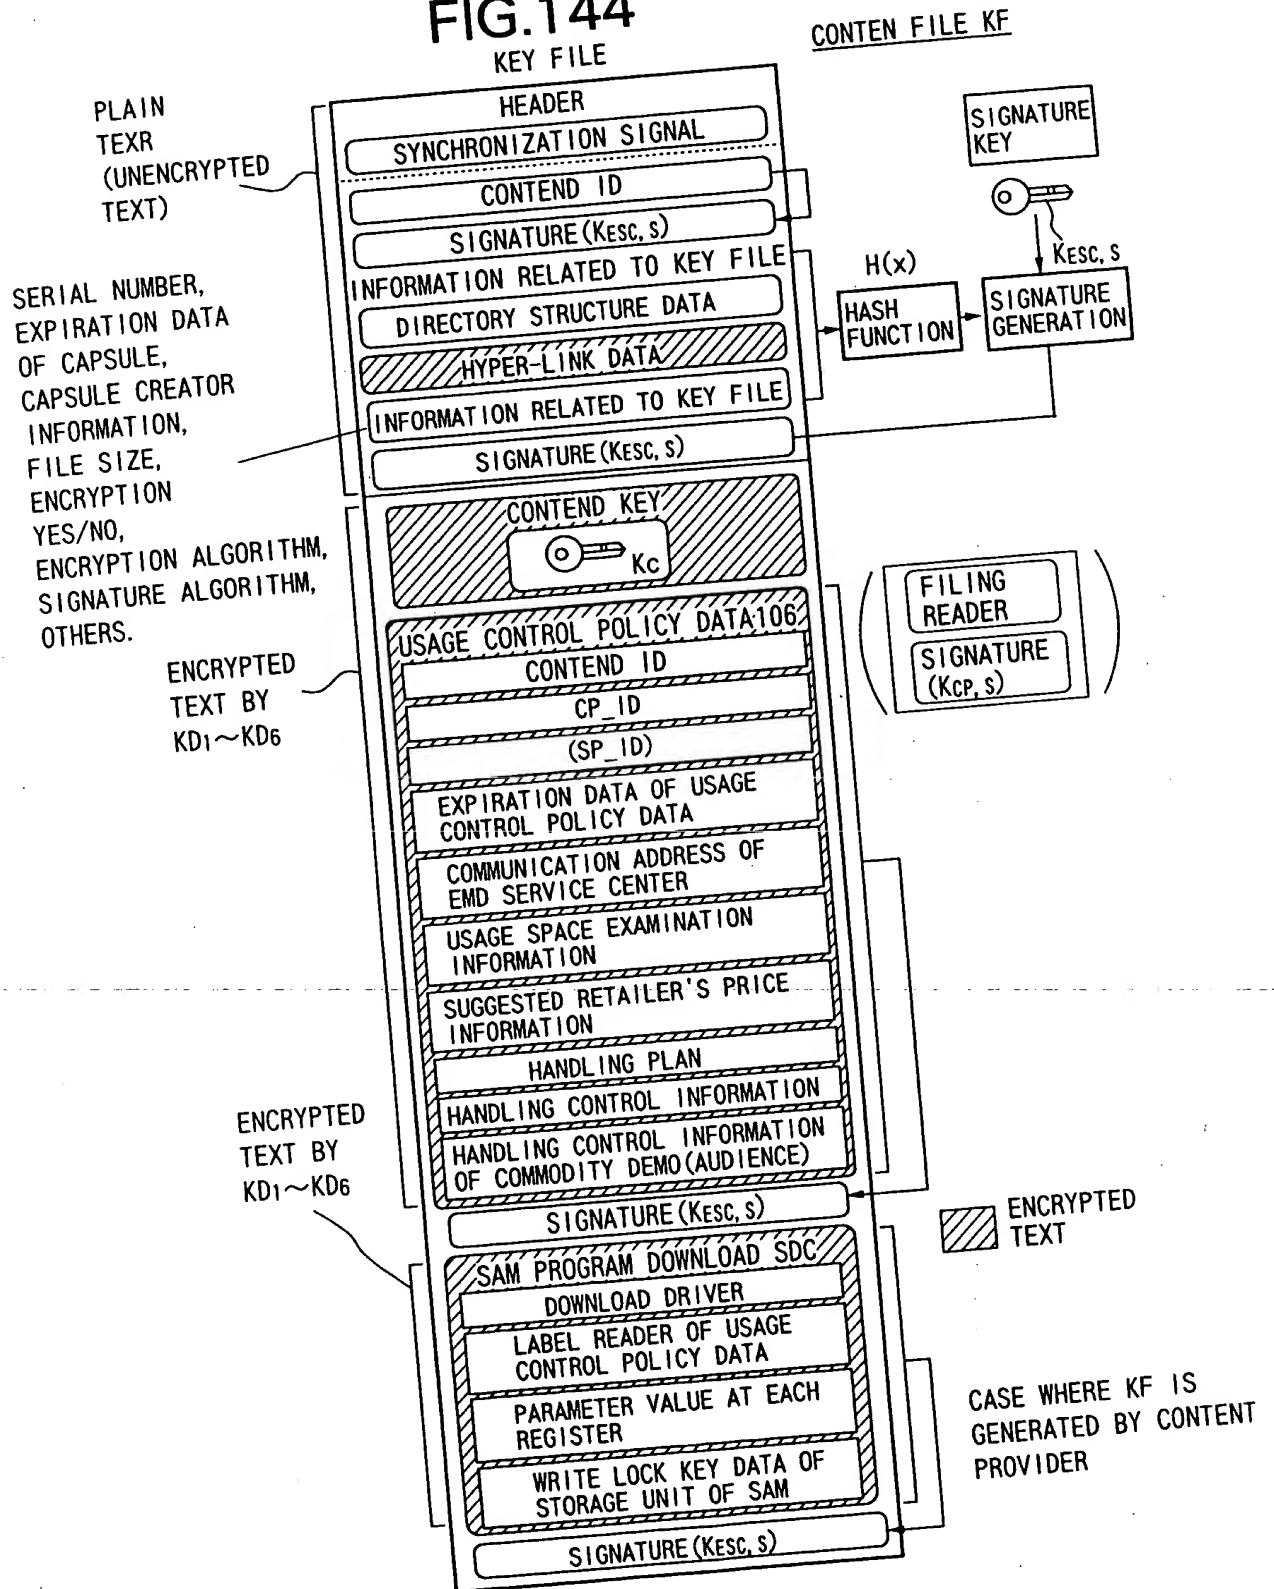 FIG.144
CONTEN FILE KF
KEY FILE
PLAIN
TEXR
(UNENCRYPTED
TEXT)
HEADER
SYNCHRONIZATION SIGNAL
CONTEND ID
SIGNATURE(KESC,S)
INFORMATION RELATED TO KEY FILE
DIRECTORY STRUCTURE DATA
HYPER-LINK DATA
INFORMATION RELATED TO KEY FILE
SIGNATURE(KESC,S)
SIGNATURE
KEY
KESC,S
H(x)
HASH
FUNCTION
SIGNATURE
GENERATION
SERIAL NUMBER,
EXPIRATION DATA
OF CAPSULE,
CAPSULE CREATOR
INFORMATION,
FILE SIZE,
ENCRYPTION
YES/NO,
ENCRYPTION ALGORITHM,
SIGNATURE ALGORITHM,
OTHERS.
CONTEND KEY
Kc
FILING
READER
SIGNATURE
(KCP,S)
ENCRYPTED
TEXT BY
KD1~KD6
USAGE CONTROL POLICY DATA106
CONTEND ID
CP_ID
(SP_ID)
EXPIRATION DATA OF USAGE
CONTROL POLICY DATA
COMMUNICATION ADDRESS OF
EMD SERVICE CENTER
USAGE SPACE EXAMINATION
INFORMATION
SUGGESTED RETAILER'S PRICE
INFORMATION
HANDLING PLAN
HANDLING CONTROL INFORMATION
HANDLING CONTROL INFORMATION
OF COMMODITY DEMO(AUDIENCE)
SIGNATURE(KESC,S)
ENCRYPTED
TEXT
ENCRYPTED
TEXT BY
KD1~KD6
SAM PROGRAM DOWNLOAD SDC
DOWNLOAD DRIVER
LABEL READER OF USAGE
CONTROL POLICY DATA
PARAMETER VALUE AT EACH
REGISTER
WRITE LOCK KEY DATA OF
STORAGE UNIT OF SAM
SIGNATURE(KESC,S)
CASE WHERE KF IS
GENERATED BY CONTENT
PROVIDER